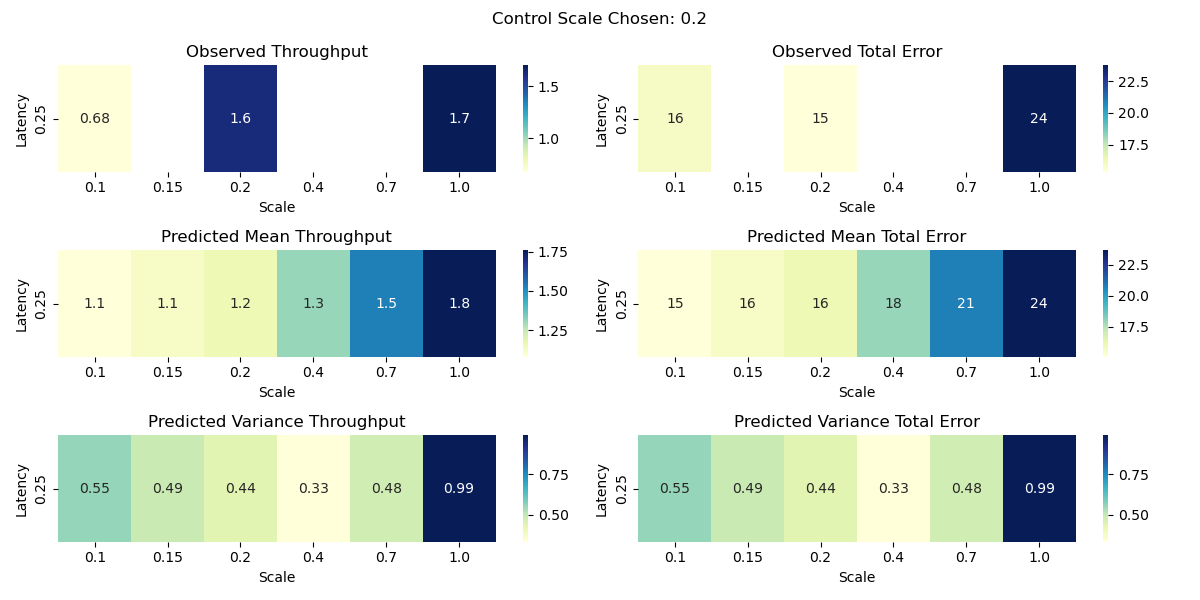 Control Scale Chosen: 0.2
Observed Throughput
Latency
0.25
0.68 1.6 1.7
1.5
1.0
0.1 0.15 0.2 0.4 0.7 1.0
Scale
Observed Total Error
Latency
0.25
16 15 24
22.5
20.0
17.5
0.1 0.15 0.2 0.4 0.7 1.0
Scale
Predicted Mean Throughput
Latency
0.25
1.1 1.1 1.2 1.3 1.5 1.8
1.75
1.50
1.25
0.1 0.15 0.2 0.4 0.7 1.0
Scale
Predicted Mean Total Error
Latency
0.25
15 16 16 18 21 24
22.5
20.0
17.5
0.1 0.15 0.2 0.4 0.7 1.0
Scale
Predicted Variance Throughput
Latency
0.25
0.55 0.49 0.44 0.33 0.48 0.99
0.75
0.50
0.1 0.15 0.2 0.4 0.7 1.0
Scale
Predicted Variance Total Error
Latency
0.25
0.55 0.49 0.44 0.33 0.48 0.99
0.75
0.50
0.1 0.15 0.2 0.4 0.7 1.0
Scale